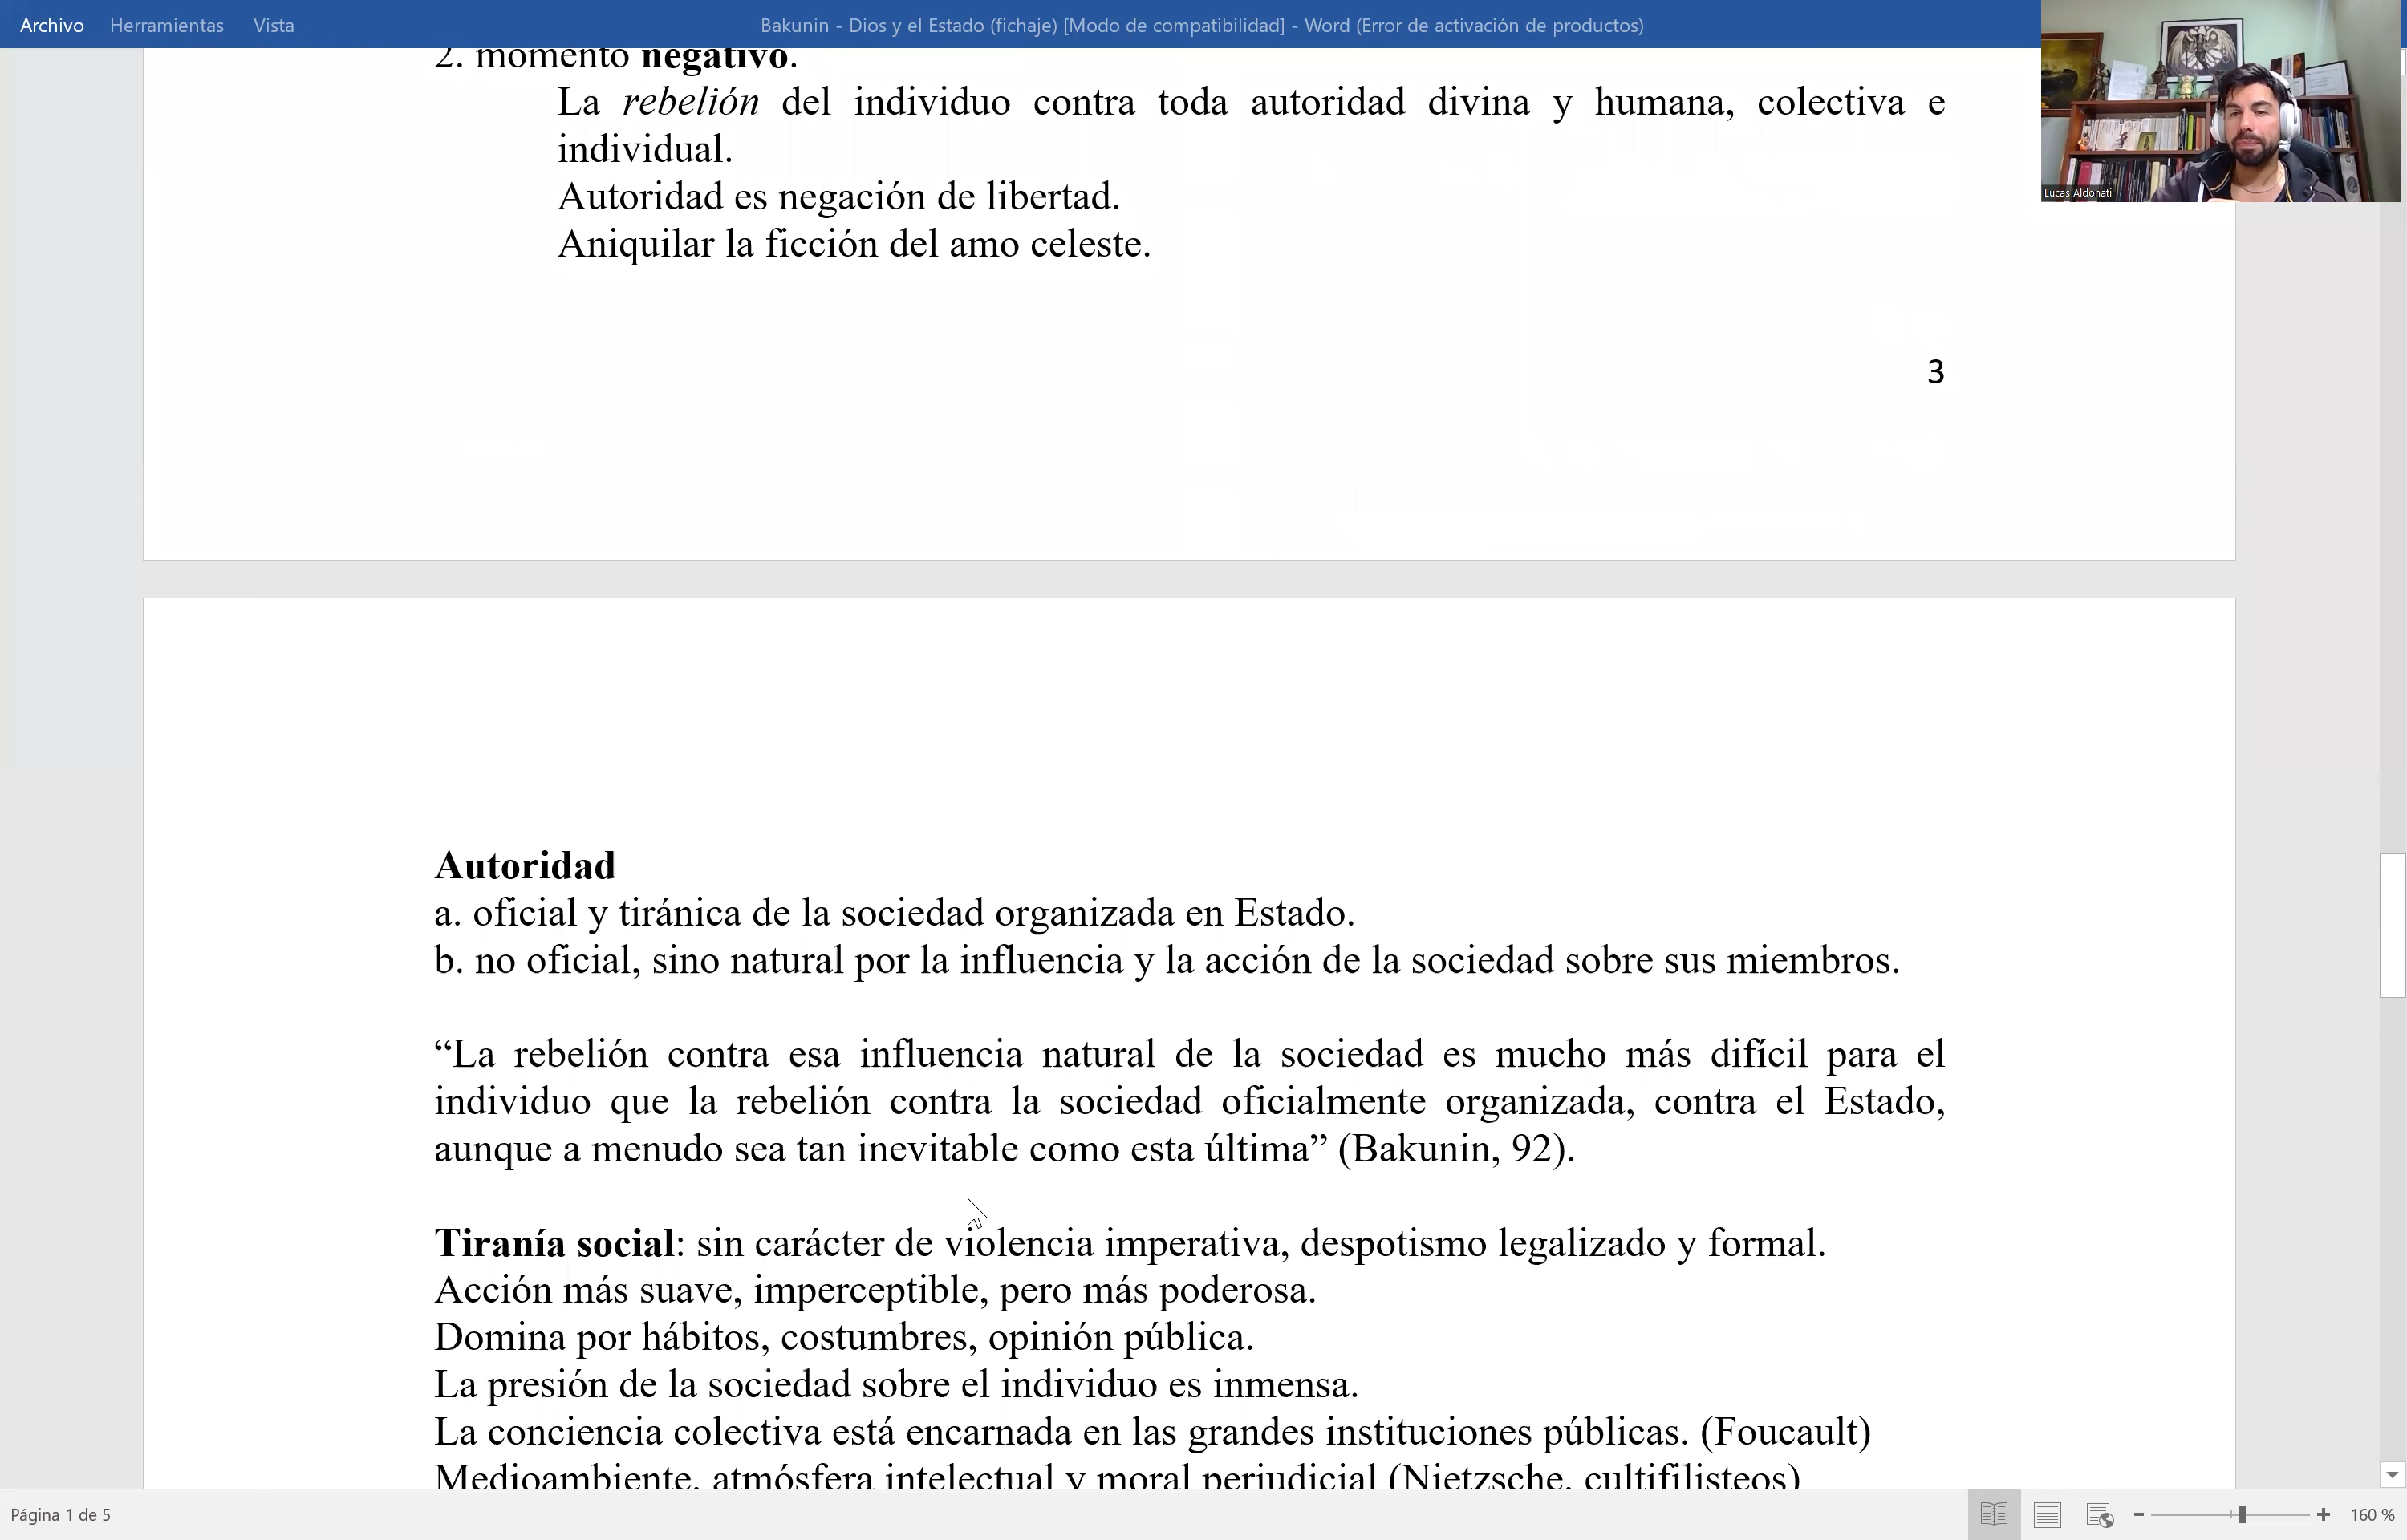 Archivo Herramientas Vista Bakunin - Dios y el Estado (fichaje) [Modo de compatibilidad] - Word (Error de activación de productos)
Lucas Aldonati
2. momento negativo.
La rebelión del individuo contra toda autoridad divina y humana, colectiva e
individual.
Autoridad es negación de libertad.
Aniquilar la ficción del amo celeste.
3
Autoridad
a. oficial y tiránica de la sociedad organizada en Estado.
b. no oficial, sino natural por la influencia y la acción de la sociedad sobre sus miembros.
“La rebelión contra esa influencia natural de la sociedad es mucho más difícil para el
individuo que la rebelión contra la sociedad oficialmente organizada, contra el Estado,
aunque a menudo sea tan inevitable como esta última” (Bakunin, 92).
Tiranía social: sin carácter de violencia imperativa, despotismo legalizado y formal.
Acción más suave, imperceptible, pero más poderosa.
Domina por hábitos, costumbres, opinión pública.
La presión de la sociedad sobre el individuo es inmensa.
La conciencia colectiva está encarnada en las grandes instituciones públicas. (Foucault)
Medioambiente, atmósfera intelectual y moral perjudicial (Nietzsche, cultifilisteos)
Página 1 de 5 160 %